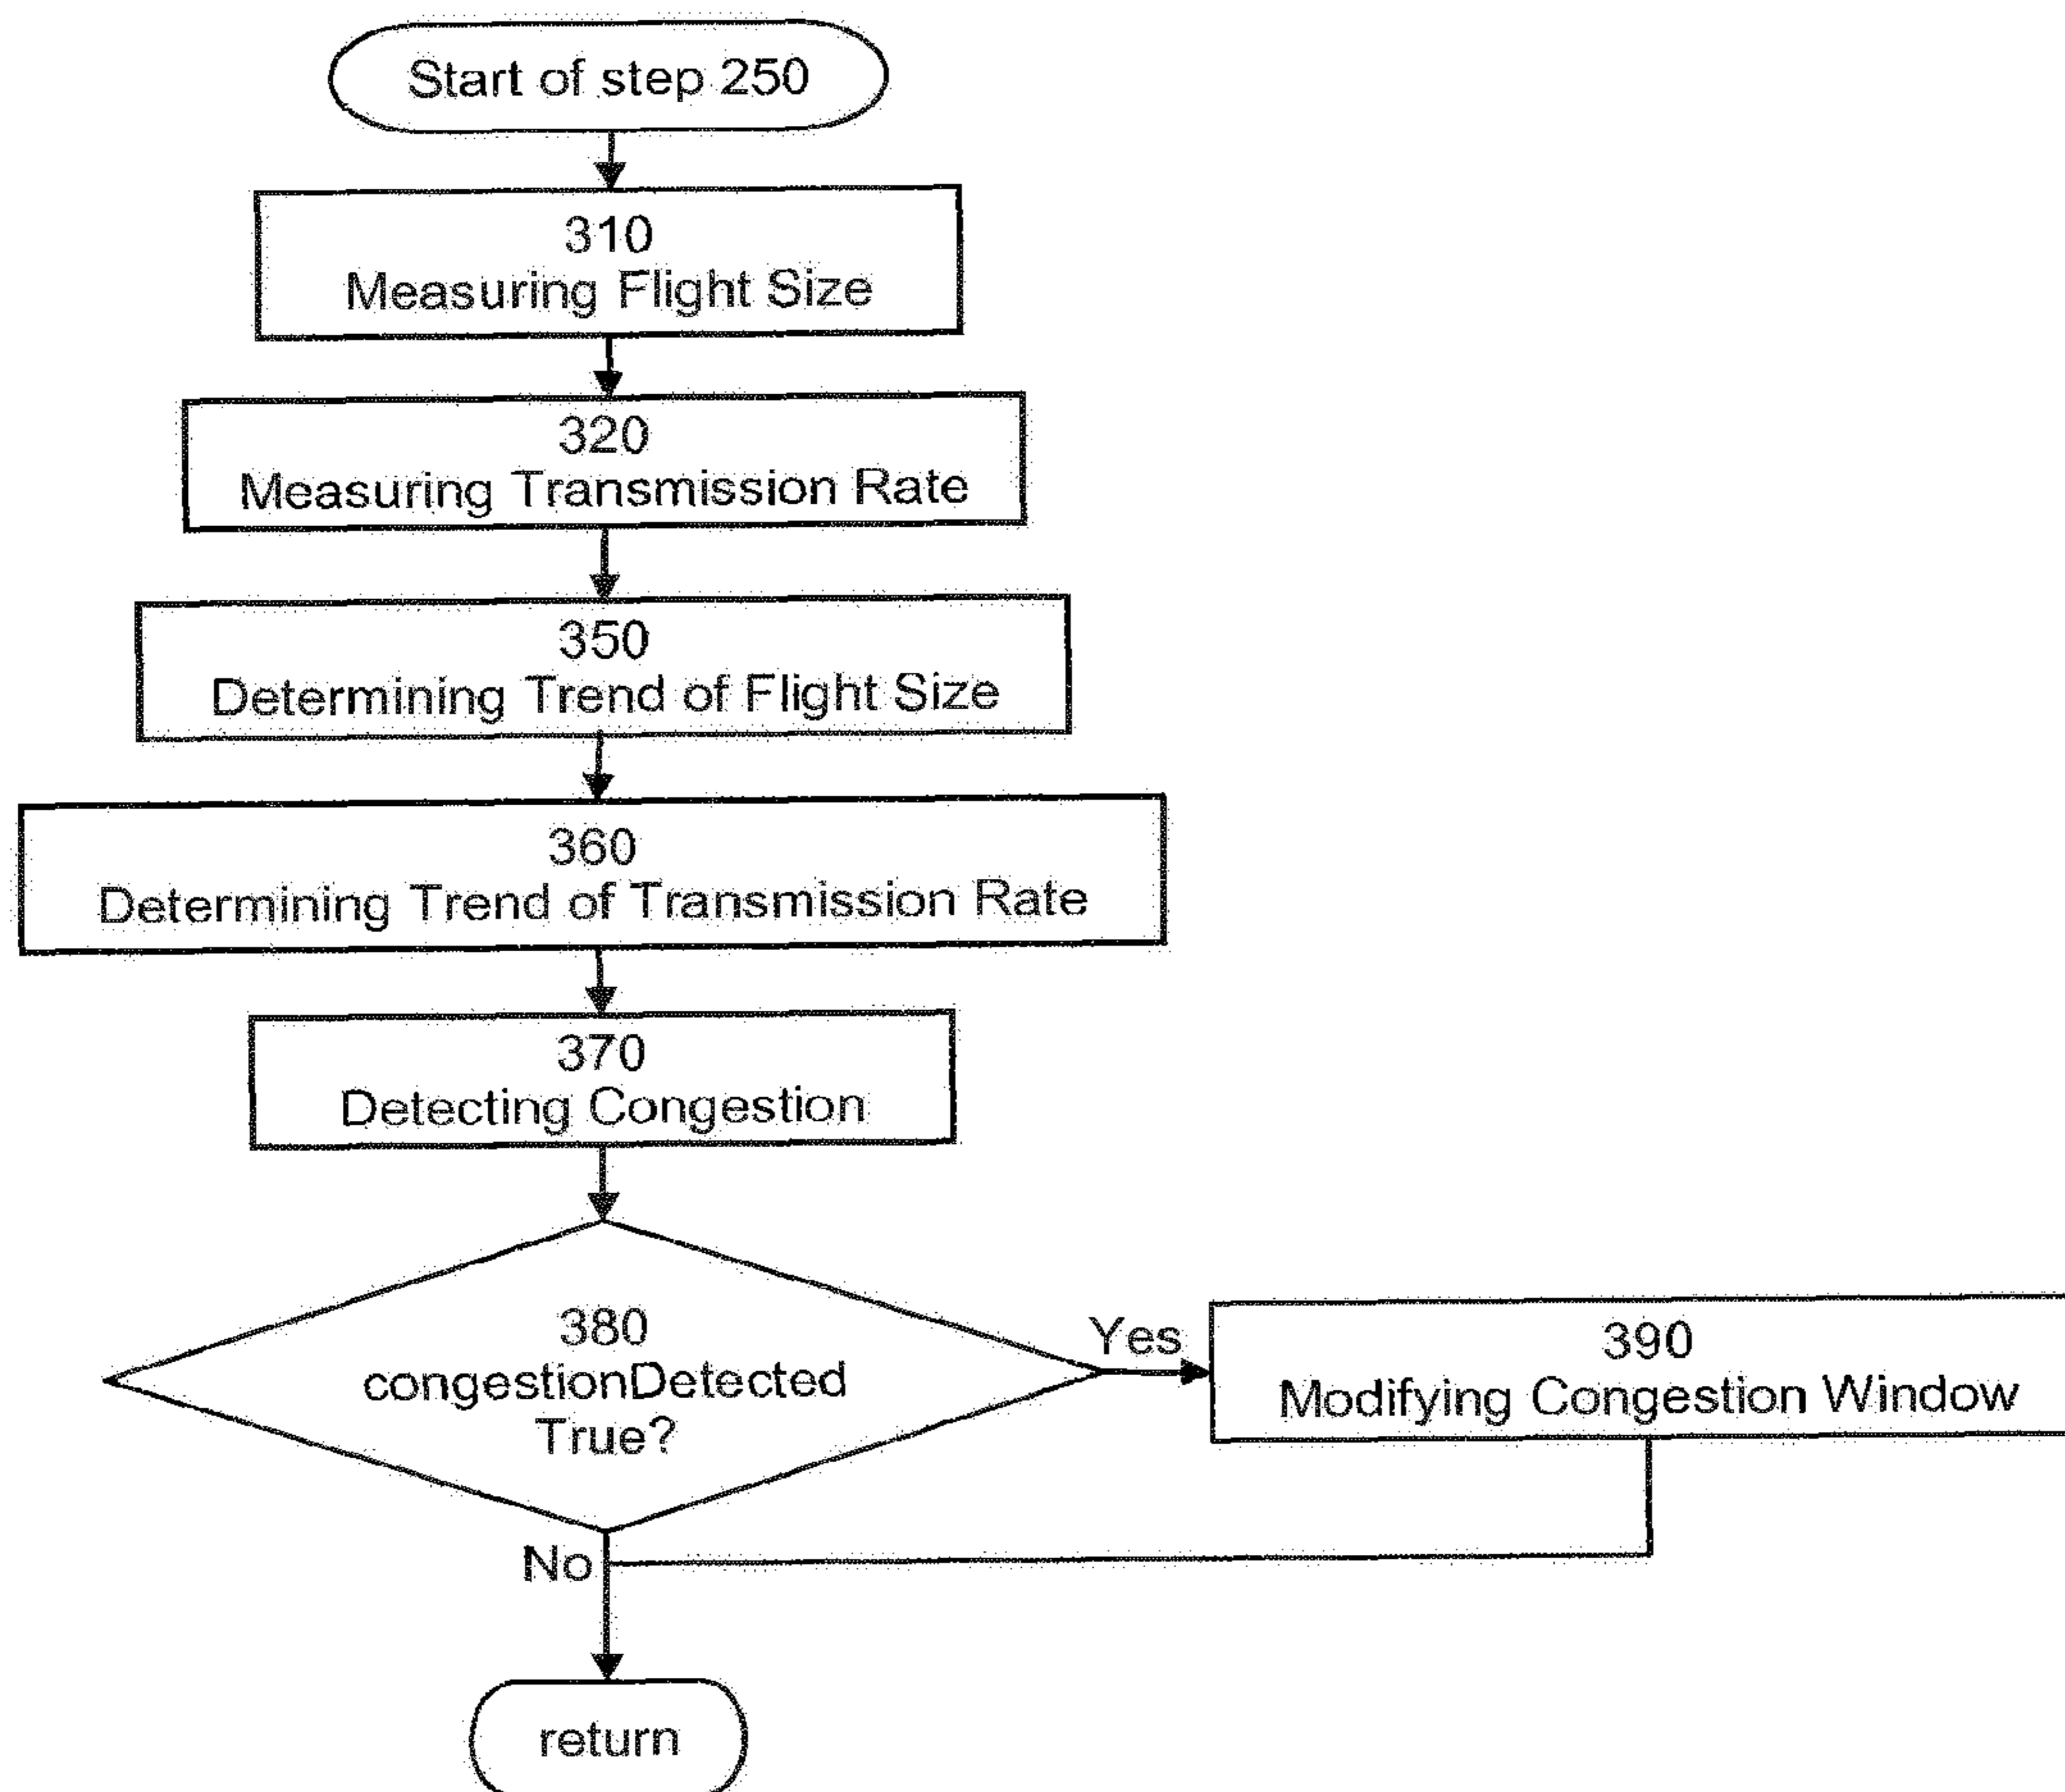 Start of step 250
310
Measuring Flight Size
320
Measuring Transmission Rate
350
Determining Trend of Flight Size
360
Determining Trend of Transmission Rate
370
Detecting Congestion
380
congestionDetected
True?
Yes
390
Modifying Congestion Window
No
return